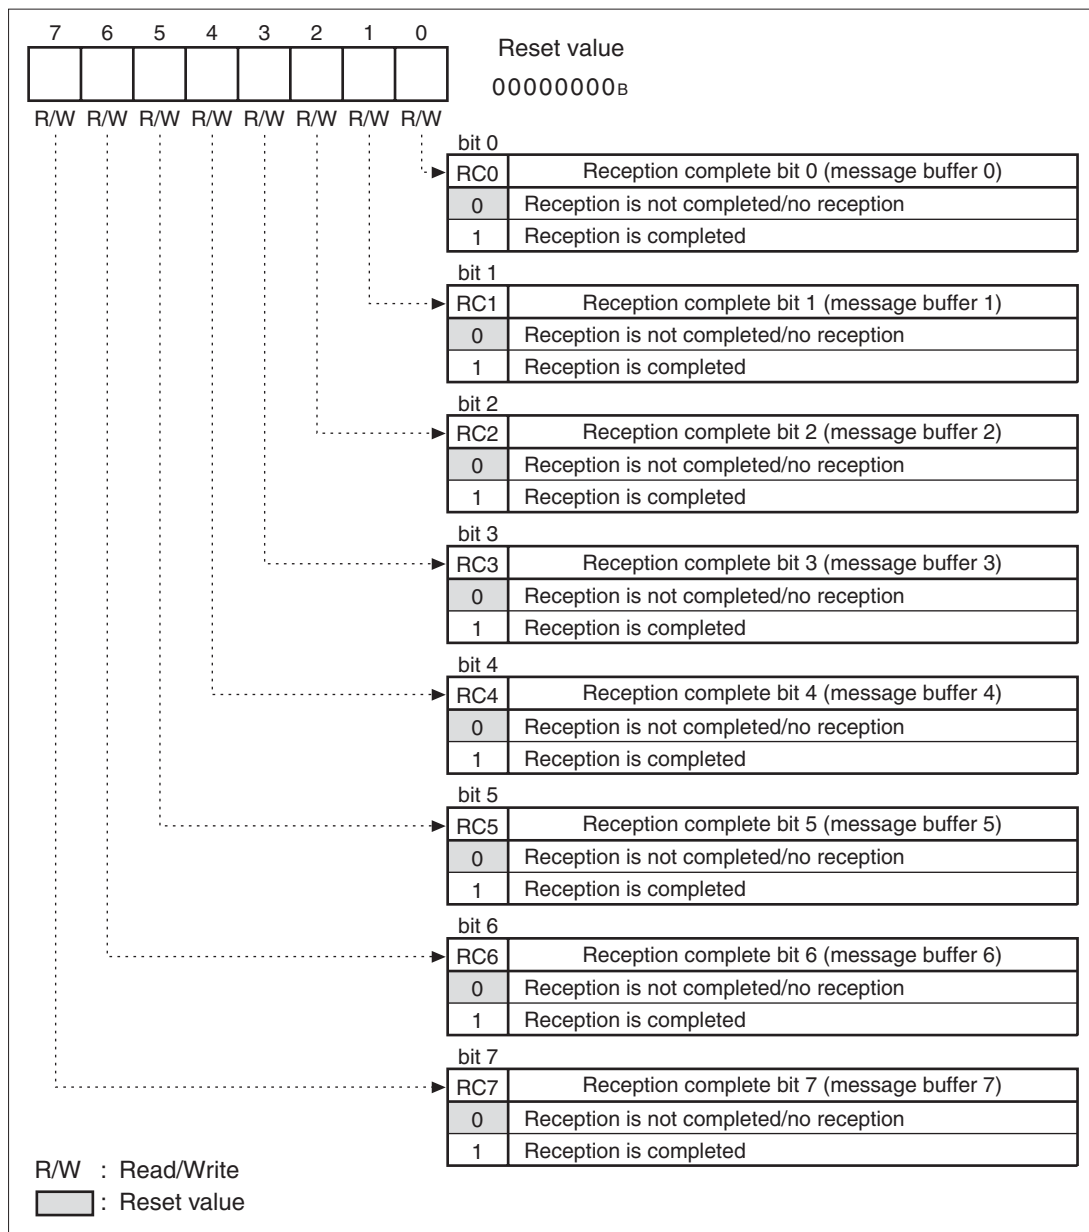 7 6 5 4 3 2 1 0
Reset value
00000000B
R/W R/W R/W R/W R/W R/W R/W R/W
bit 0
RC0 Reception complete bit 0 (message buffer 0)
0 Reception is not completed/no reception
1 Reception is completed
bit 1
RC1 Reception complete bit 1 (message buffer 1)
0 Reception is not completed/no reception
1 Reception is completed
bit 2
RC2 Reception complete bit 2 (message buffer 2)
0 Reception is not completed/no reception
1 Reception is completed
bit 3
RC3 Reception complete bit 3 (message buffer 3)
0 Reception is not completed/no reception
1 Reception is completed
bit 4
RC4 Reception complete bit 4 (message buffer 4)
0 Reception is not completed/no reception
1 Reception is completed
bit 5
RC5 Reception complete bit 5 (message buffer 5)
0 Reception is not completed/no reception
1 Reception is completed
bit 6
RC6 Reception complete bit 6 (message buffer 6)
0 Reception is not completed/no reception
1 Reception is completed
bit 7
RC7 Reception complete bit 7 (message buffer 7)
0 Reception is not completed/no reception
1 Reception is completed
R/W : Read/Write
: Reset value